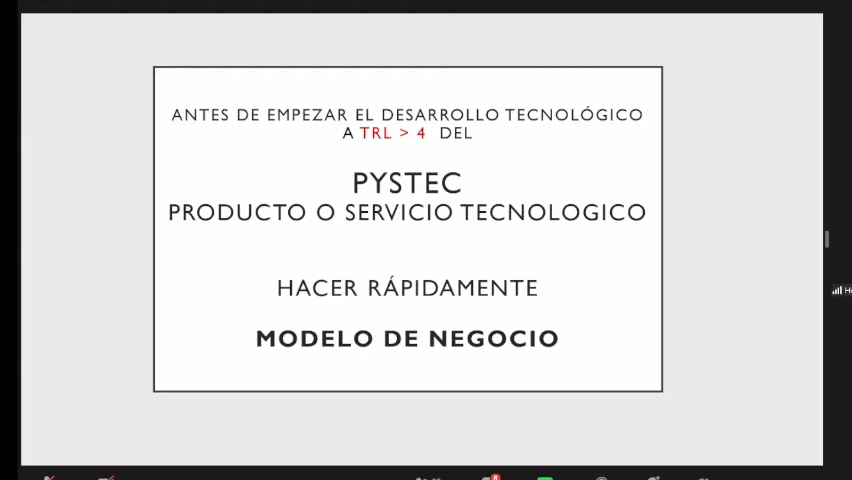 ANTES DE EMPEZAR EL DESARROLLO TECNOLÓGICO
A TRL > 4 DEL
PYSTEC
PRODUCTO O SERVICIO TECNOLOGICO
HACER RÁPIDAMENTE
MODELO DE NEGOCIO